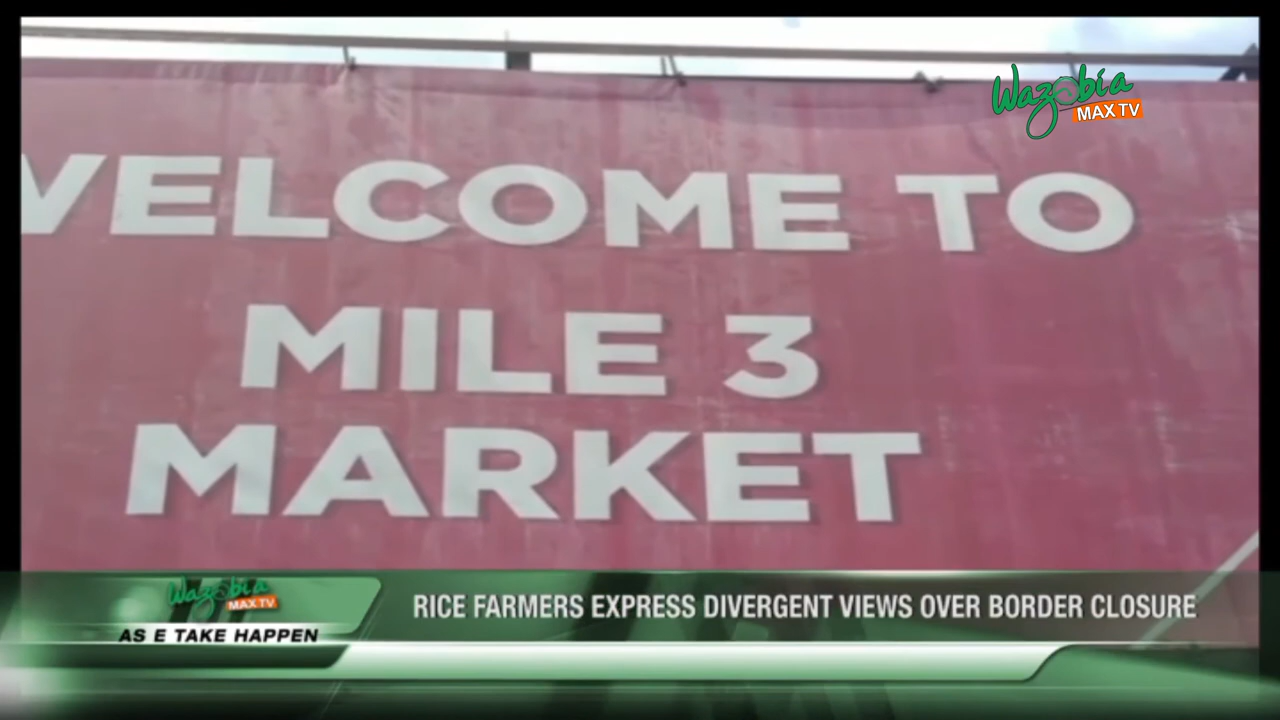 Wazobia
MAX TV
WELCOME TO
MILE 3
MARKET
Wazobia
MAX TV
AS E TAKE HAPPEN
RICE FARMERS EXPRESS DIVERGENT VIEWS OVER BORDER CLOSURE